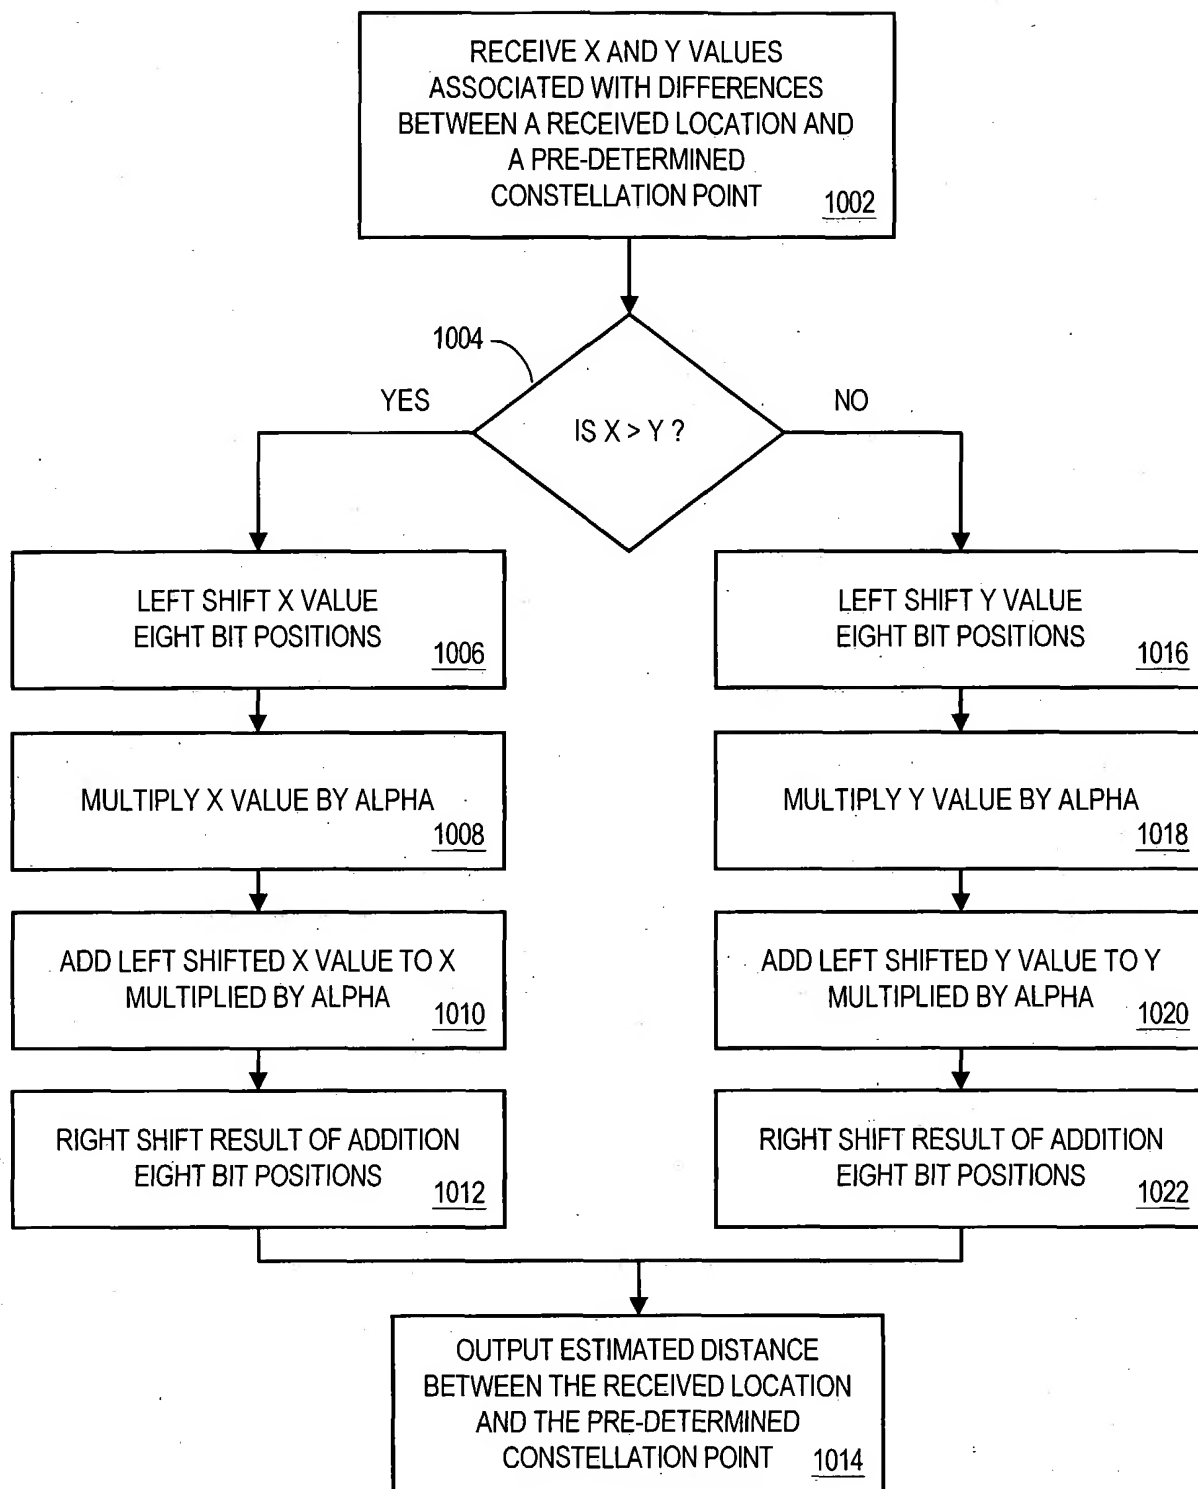 RECEIVE X AND Y VALUES
ASSOCIATED WITH DIFFERENCES
BETWEEN A RECEIVED LOCATION AND
A PRE-DETERMINED
CONSTELLATION POINT
1002
1004
YES
IS X > Y ?
NO
LEFT SHIFT X VALUE
EIGHT BIT POSITIONS
1006
LEFT SHIFT Y VALUE
EIGHT BIT POSITIONS
1016
MULTIPLY X VALUE BY ALPHA
1008
MULTIPLY Y VALUE BY ALPHA
1018
ADD LEFT SHIFTED X VALUE TO X
MULTIPLIED BY ALPHA
1010
ADD LEFT SHIFTED Y VALUE TO Y
MULTIPLIED BY ALPHA
1020
RIGHT SHIFT RESULT OF ADDITION
EIGHT BIT POSITIONS
1012
RIGHT SHIFT RESULT OF ADDITION
EIGHT BIT POSITIONS
1022
OUTPUT ESTIMATED DISTANCE
BETWEEN THE RECEIVED LOCATION
AND THE PRE-DETERMINED
CONSTELLATION POINT
1014